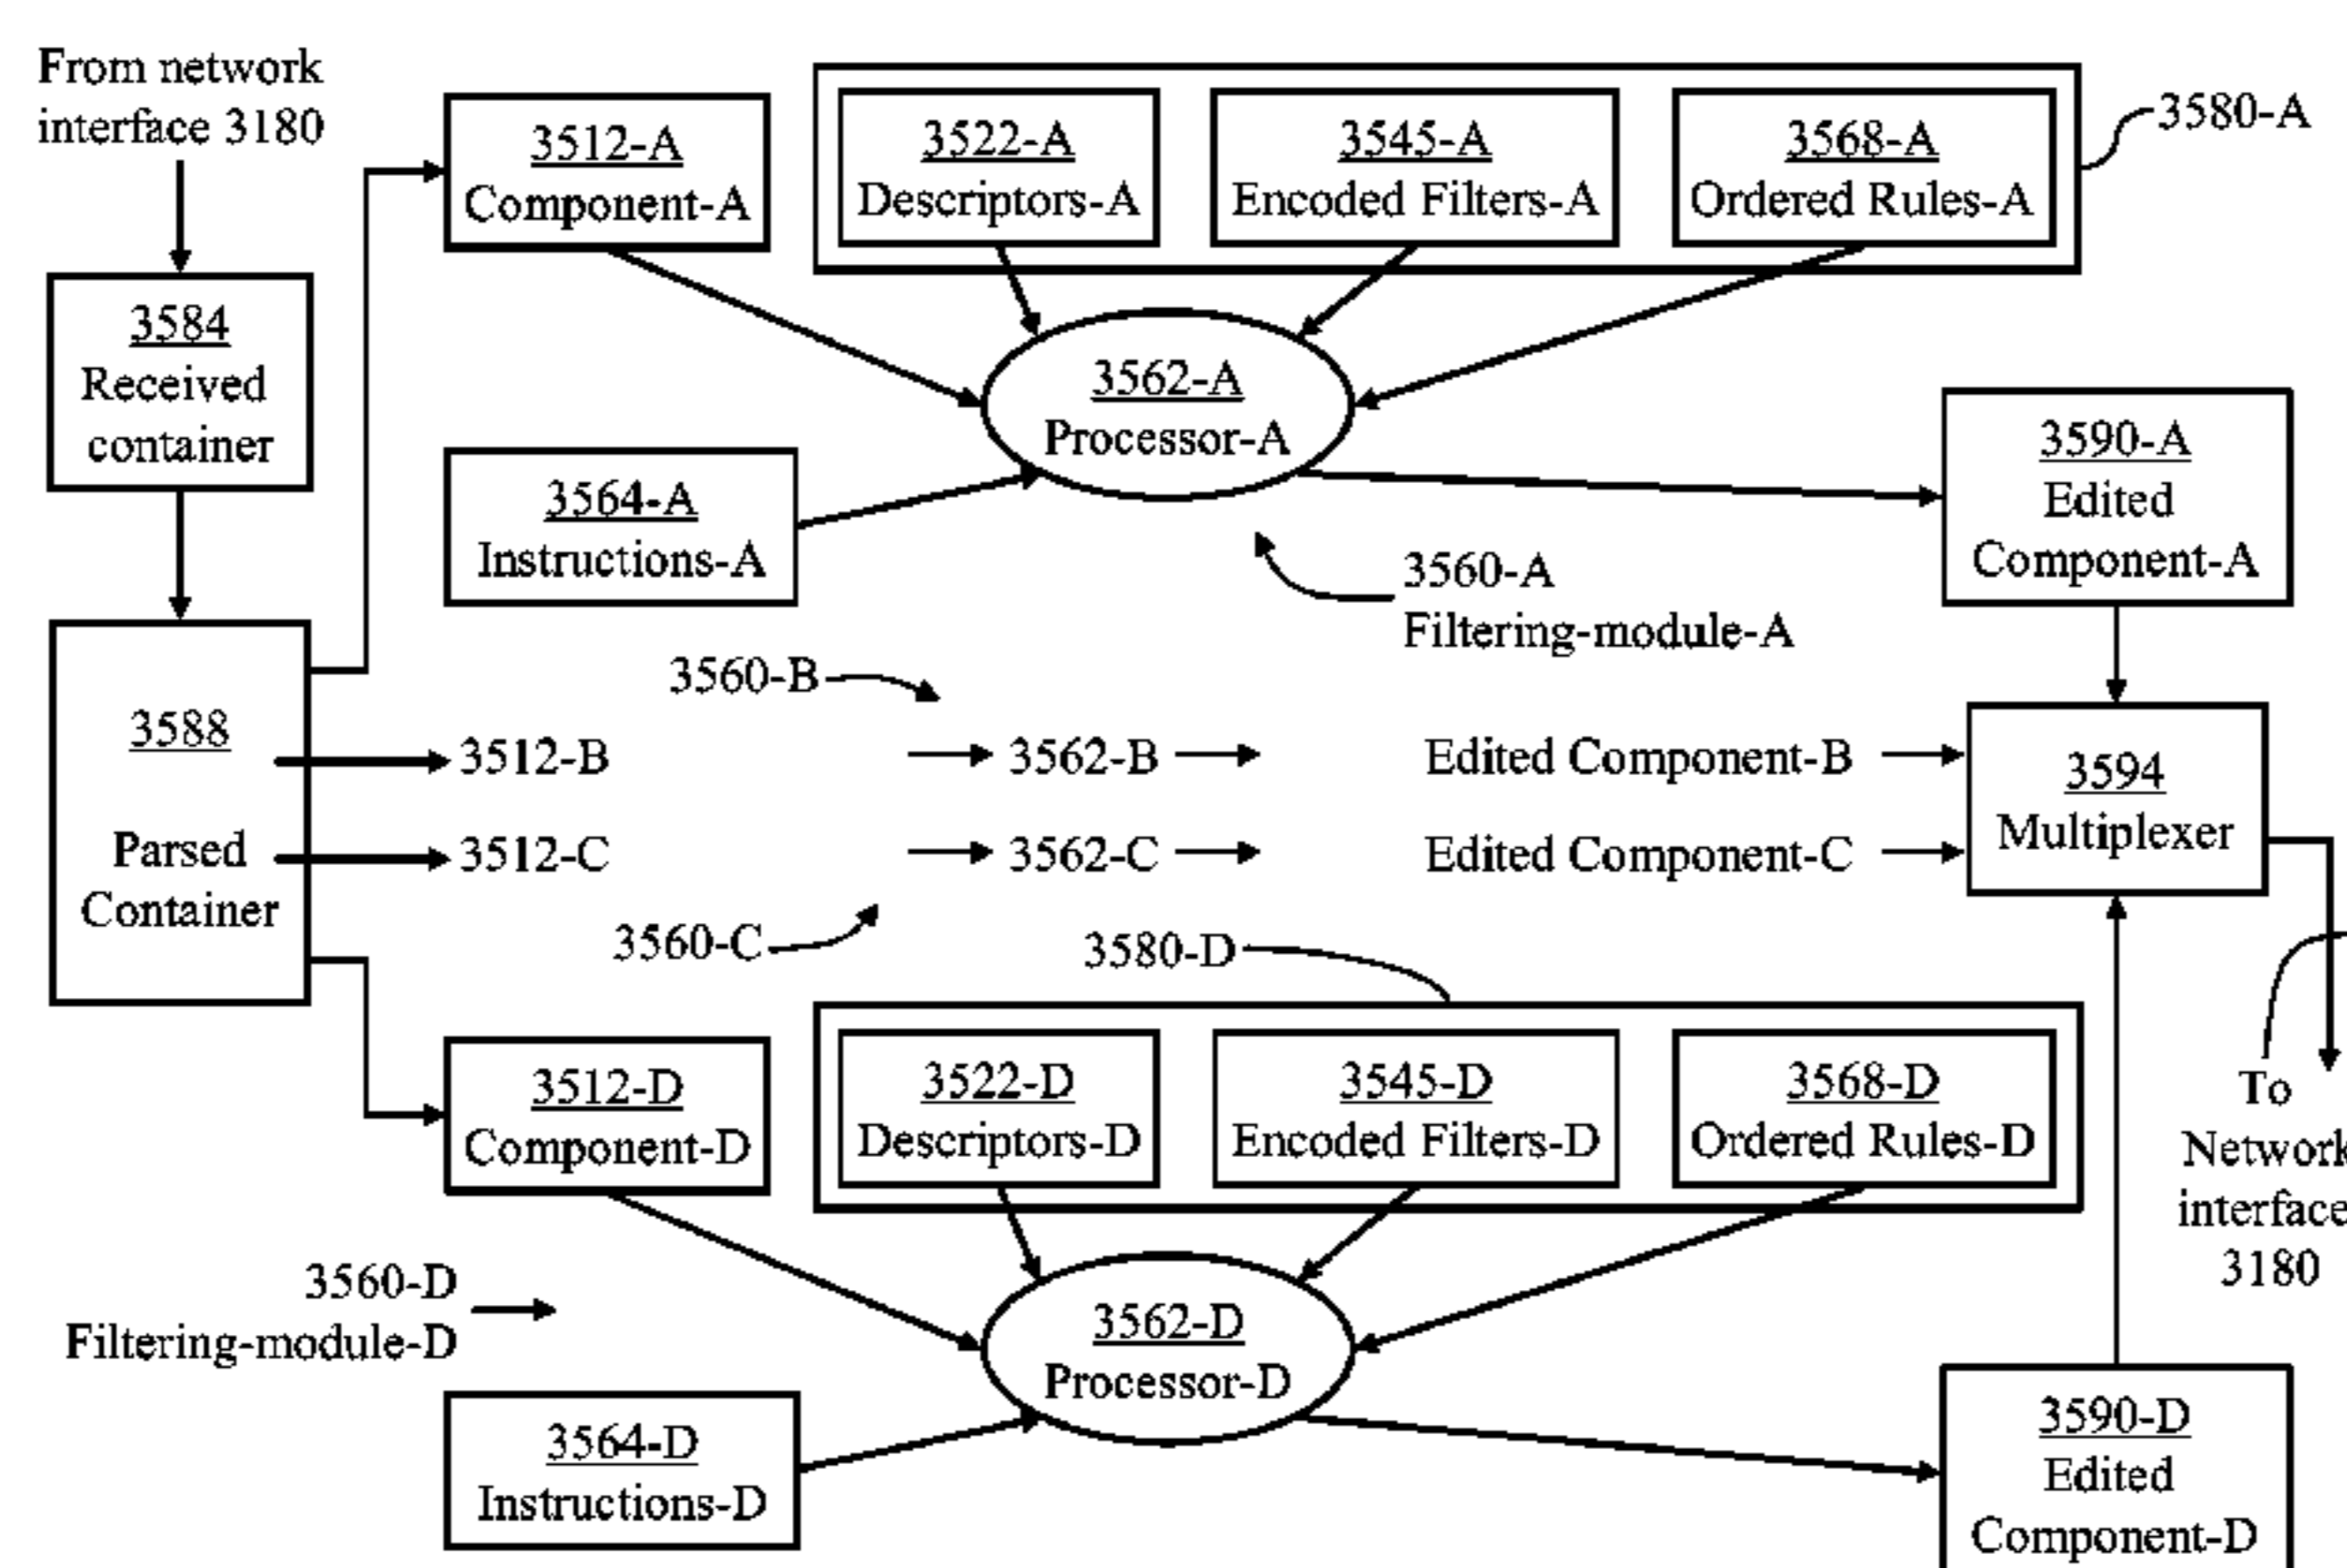 From network
interface 3180
3584
Received
container
3588
Parsed
Container
3512-A
Component-A
3522-A
Descriptors-A
3545-A
Encoded Filters-A
3568-A
Ordered Rules-A
3580-A
3562-A
Processor-A
3564-A
Instructions-A
3560-A
Filtering-module-A
3590-A
Edited
Component-A
3560-B
3512-B
3562-B
Edited Component-B
3512-C
3562-C
Edited Component-C
3594
Multiplexer
3560-C
3580-D
3512-D
Component-D
3522-D
Descriptors-D
3545-D
Encoded Filters-D
3568-D
Ordered Rules-D
To
Network
interface
3180
3560-D
Filtering-module-D
3562-D
Processor-D
3564-D
Instructions-D
3590-D
Edited
Component-D